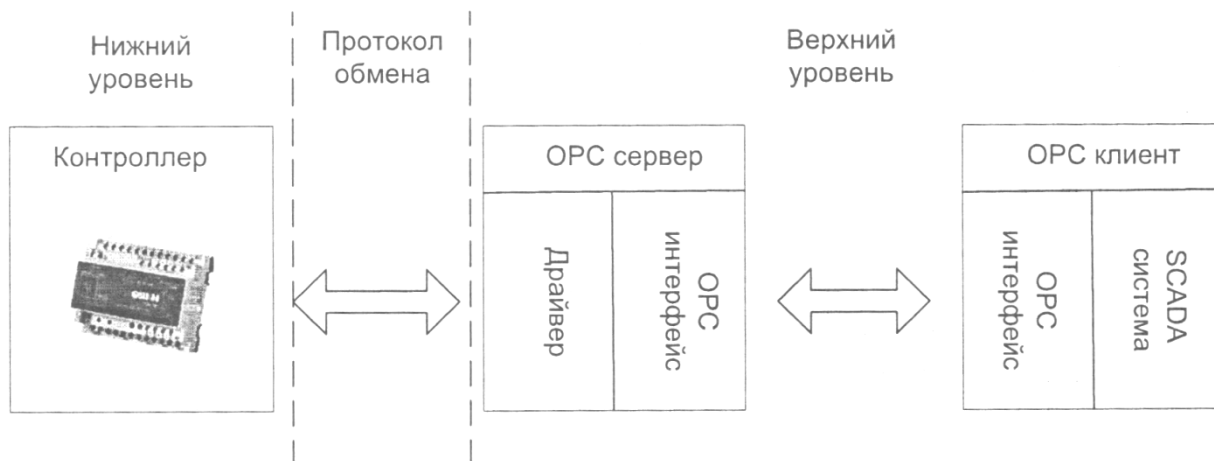 Нижний
уровень
Протокол
обмена
Верхний
уровень
Контроллер
OPC сервер
Драйвер
OPC
интерфейс
OPC клиент
OPC
интерфейс
SCADA
система